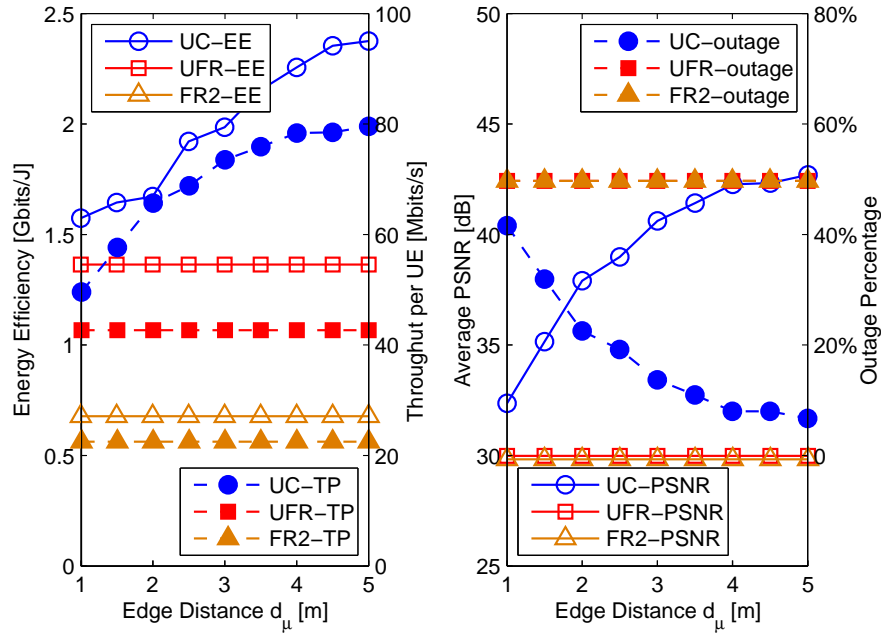 UC−EE
UFR−EE
FR2−EE
UC−TP
UFR−TP
FR2−TP
2.5
2
1.5
1
0.5
0
Energy Efficiency [Gbits/J]
100
80
60
40
20
0
Throughput per UE [Mbits/s]
1 2 3 4 5
Edge Distance dμ [m]
UC−outage
UFR−outage
FR2−outage
UC−PSNR
UFR−PSNR
FR2−PSNR
50
45
40
35
30
25
Average PSNR [dB]
80%
60%
40%
20%
0
Outage Percentage
1 2 3 4 5
Edge Distance dμ [m]